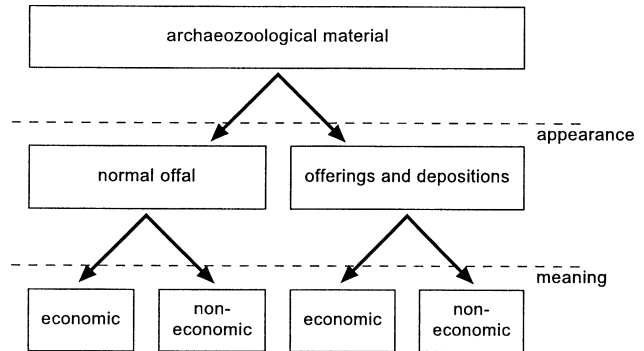 archaeozoological material
appearance
normal offal
offerings and depositions
meaning
economic
non-
economic
economic
non-
economic